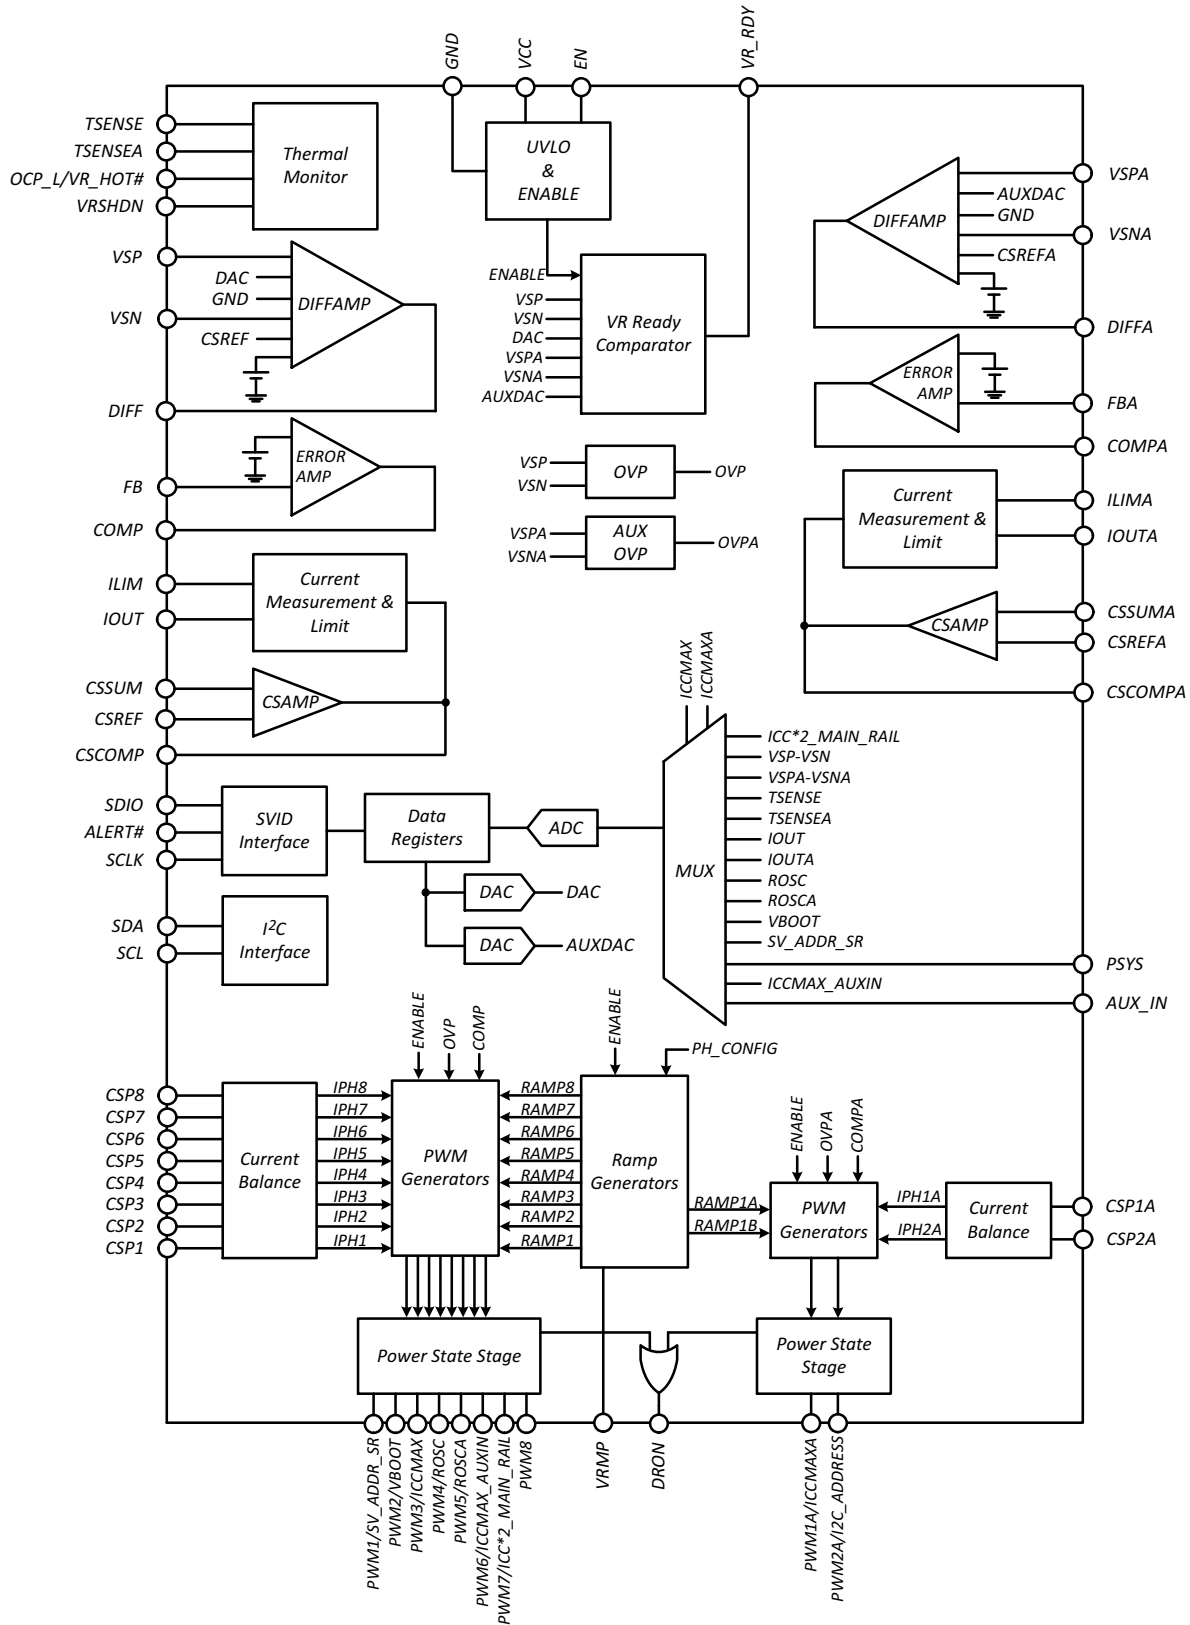 GND
VCC
EN
VR_RDY
TSENSE
TSENSEA
OCP_L/VR_HOT#
VRSHDN
Thermal
Monitor
UVLO
&
ENABLE
VSP
DAC
GND
VSN
CSREF
DIFFAMP
DIFF
ENABLE
VSP
VSN
DAC
VSPA
VSNA
AUXDAC
VR Ready
Comparator
VSPA
AUXDAC
GND
VSNA
CSREFA
DIFFAMP
DIFFA
ERROR
AMP
FB
COMP
VSP
VSN
OVP
OVP
VSPA
VSNA
AUX
OVP
OVPA
ERROR
AMP
FBA
COMPA
ILIM
IOUT
Current
Measurement &
Limit
CSSUM
CSREF
CSAMP
CSCOMP
Current
Measurement &
Limit
ILIMA
IOUTA
CSAMP
CSSUMA
CSREFA
CSCOMPA
SDIO
ALERT#
SCLK
SVID
Interface
Data
Registers
ADC
DAC
DAC
DAC
AUXDAC
SDA
SCL
I²C
Interface
ICCMAX
ICCMAXA
MUX
ICC*2_MAIN_RAIL
VSP-VSN
VSPA-VSNA
TSENSE
TSENSEA
IOUT
IOUTA
ROSC
ROSCA
VBOOT
SV_ADDR_SR
PSYS
ICCMAX_AUXIN
AUX_IN
ENABLE
OVP
COMP
ENABLE
PH_CONFIG
CSP8
CSP7
CSP6
CSP5
CSP4
CSP3
CSP2
CSP1
Current
Balance
IPH8
IPH7
IPH6
IPH5
IPH4
IPH3
IPH2
IPH1
PWM
Generators
RAMP8
RAMP7
RAMP6
RAMP5
RAMP4
RAMP3
RAMP2
RAMP1
Ramp
Generators
RAMP1A
RAMP1B
ENABLE
OVPA
COMPA
PWM
Generators
IPH1A
IPH2A
Current
Balance
CSP1A
CSP2A
Power State Stage
Power State
Stage
PWM1/SV_ADDR_SR
PWM2/VBOOT
PWM3/ICCMAX
PWM4/ROSC
PWM5/ROSCA
PWM6/ICCMAX_AUXIN
PWM7/ICC*2_MAIN_RAIL
PWM8
VRMP
DRON
PWM1A/ICCMAXA
PWM2A/I2C_ADDRESS